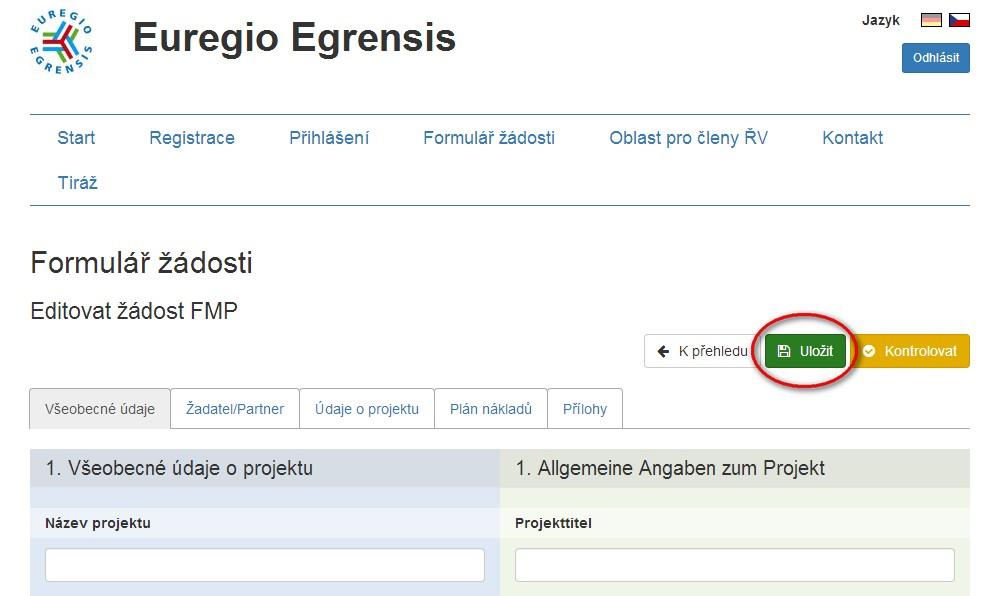 EUREGIO EGRENSIS
Euregio Egrensis
Jazyk
Odhlásit
Start Registrace Přihlášení Formulář žádosti Oblast pro členy ŘV Kontakt
Tiráž
Formulář žádosti
Editovat žádost FMP
K přehledu Uložit Kontrolovat
Všeobecné údaje Žadatel/Partner Údaje o projektu Plán nákladů Přílohy
1. Všeobecné údaje o projektu 1. Allgemeine Angaben zum Projekt
Název projektu Projekttitel